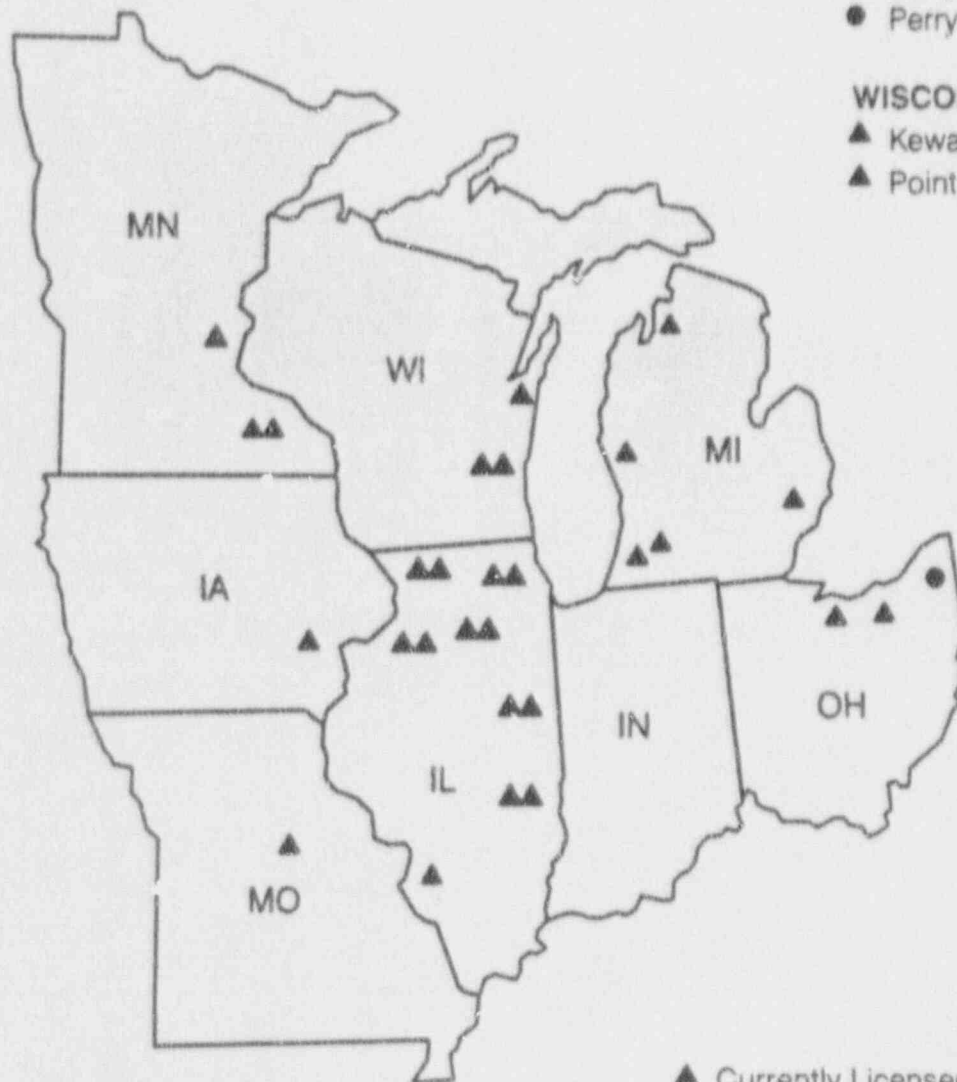 Perry
WISCO
Kewa
Point
MN
WI
MI
IA
OH
IN
IL
MO
Currently Licensed